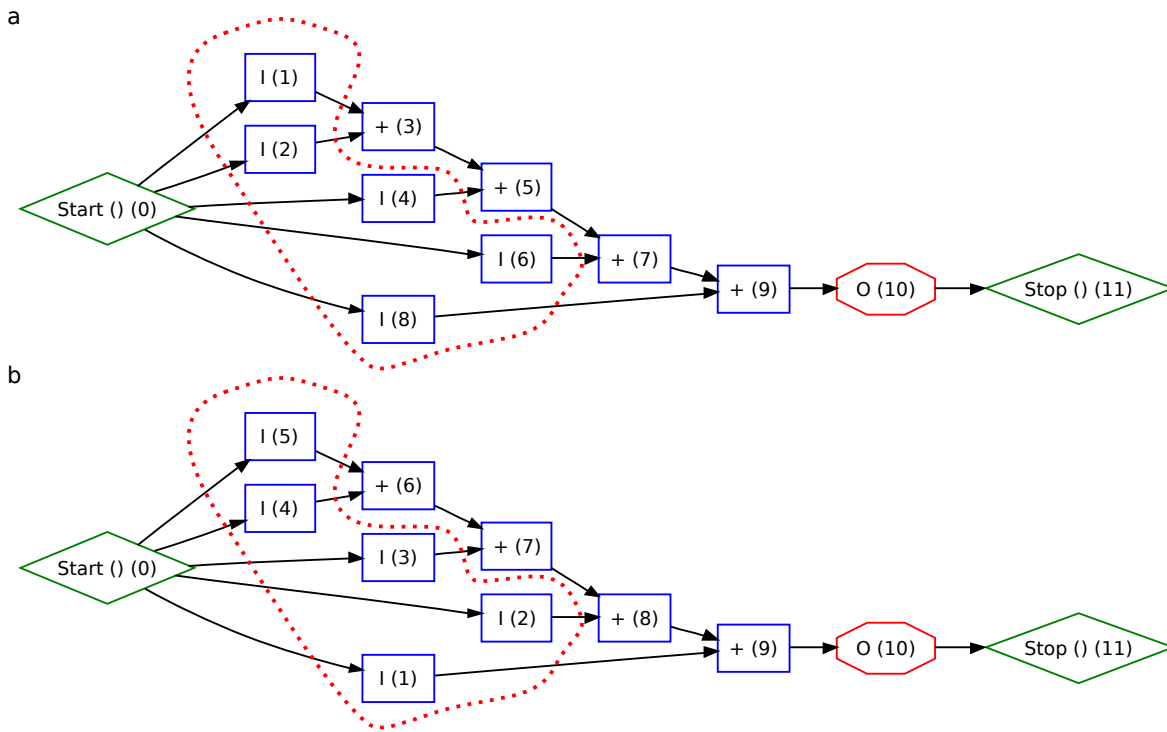 a
I (1)
+ (3)
I (2)
+ (5)
I (4)
Start () (0)
I (6)
+ (7)
+ (9)
O (10)
Stop () (11)
I (8)
b
I (5)
+ (6)
I (4)
+ (7)
I (3)
Start () (0)
I (2)
+ (8)
+ (9)
O (10)
Stop () (11)
I (1)